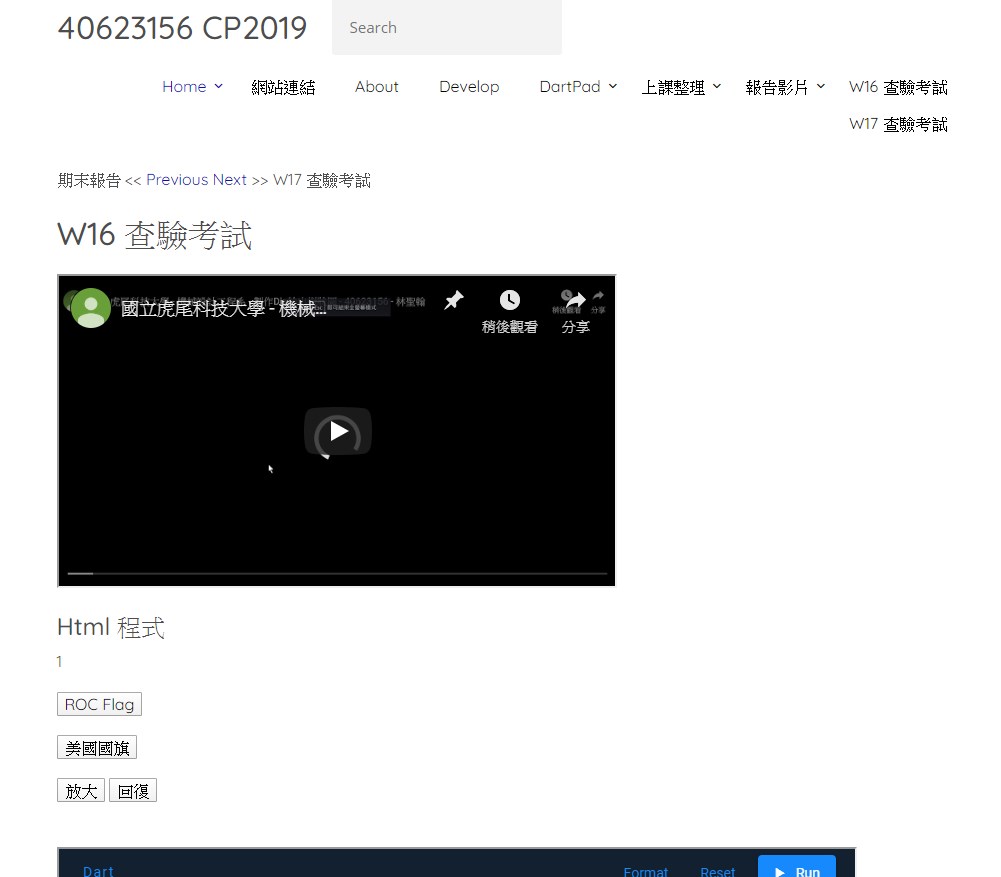 40623156 CP2019
Search
Home 網站連結 About Develop DartPad 上課整理 報告影片 W16 查驗考試
W17 查驗考試
期末報告 << Previous Next >> W17 查驗考試
W16 查驗考試
國立虎尾科技大學 - 機械...
稍後觀看 分享
Html 程式
1
ROC Flag
美國國旗
放大 回復
Dart Format Reset Run